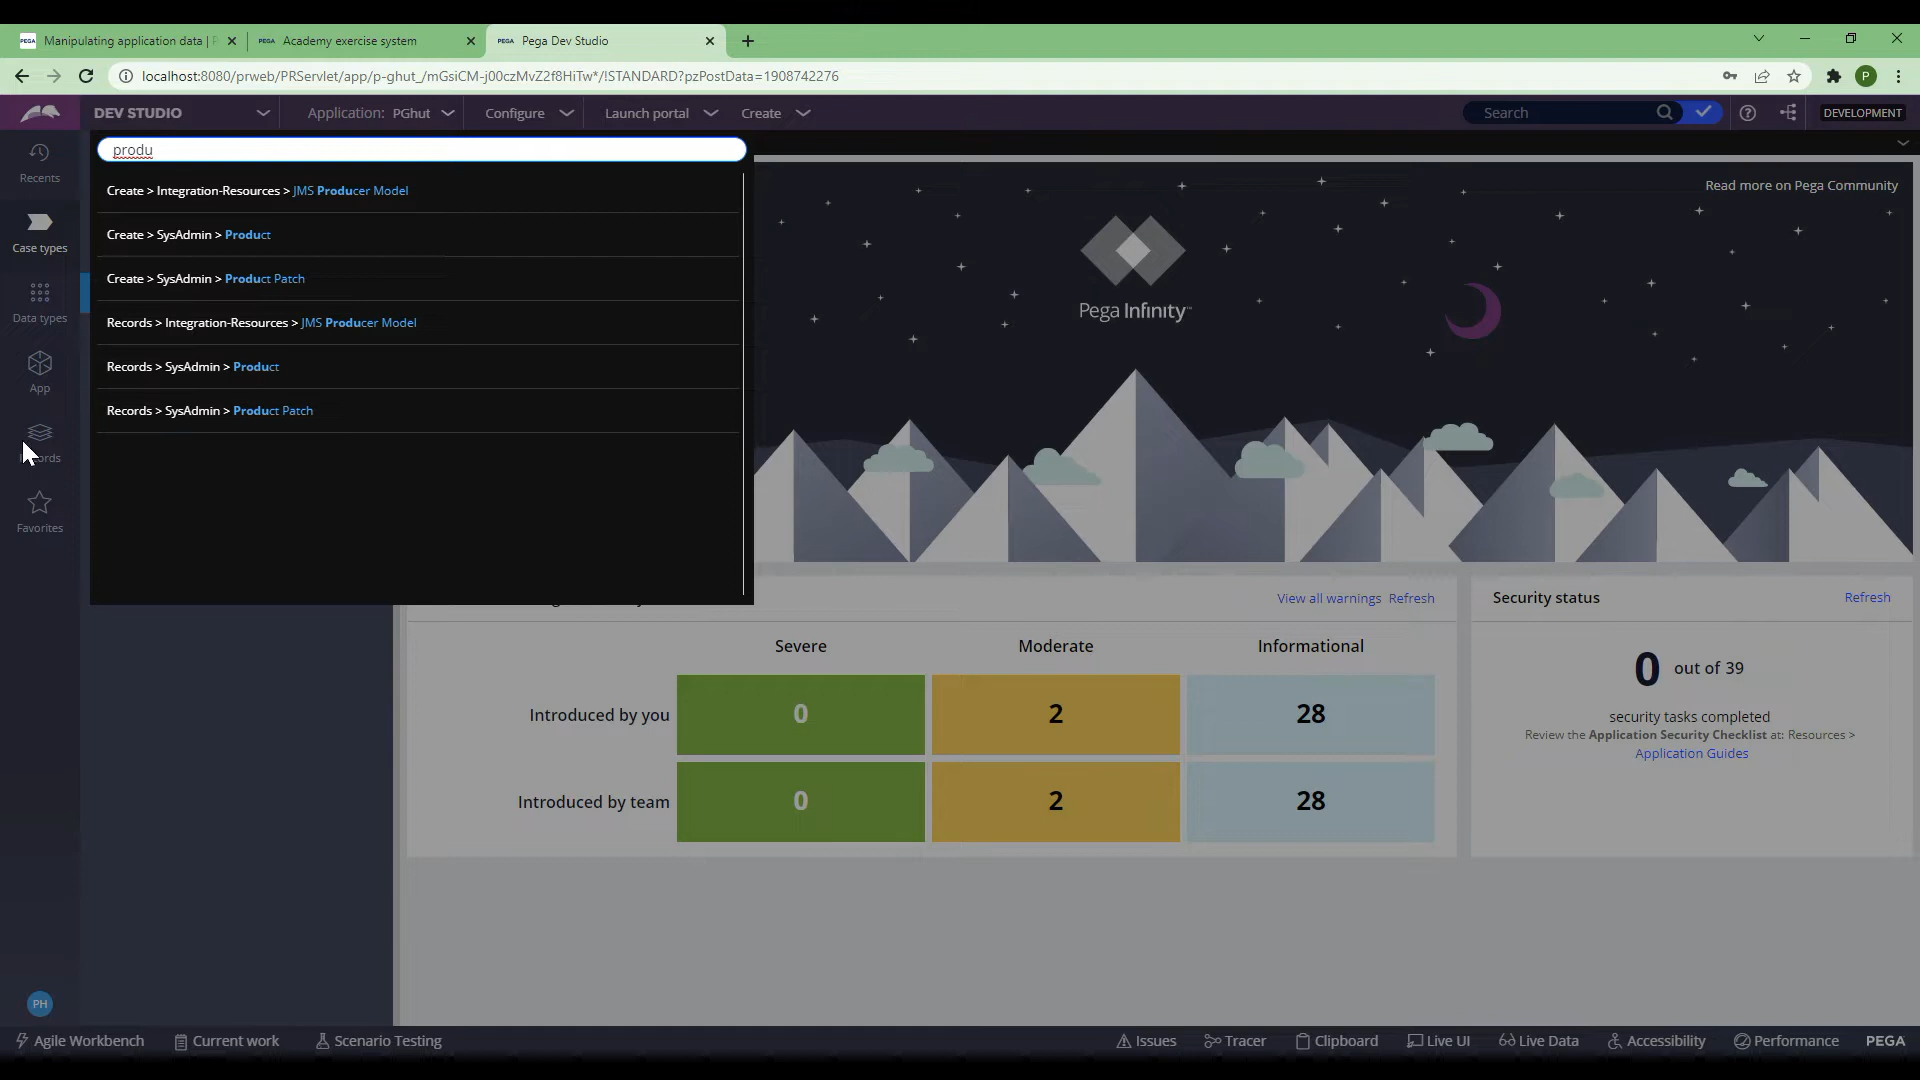 PEGA Manipulating application data | P
PEGA Academy exercise system
PEGA Pega Dev Studio
localhost:8080/prweb/PRServlet/app/p-ghut_/mGsiCM-j00czMvZ2f8HiTw*/!STANDARD?pzPostData=1908742276
P
DEV STUDIO
Application: PGhut
Configure
Launch portal
Create
Search
DEVELOPMENT
Recents
Case types
Data types
App
Favorites
PH
produ
Create > Integration-Resources > JMS Producer Model
Create > SysAdmin > Product
Create > SysAdmin > Product Patch
Records > Integration-Resources > JMS Producer Model
Records > SysAdmin > Product
Records > SysAdmin > Product Patch
Read more on Pega Community
Pega Infinity™
View all warnings Refresh
Severe Moderate Informational
Introduced by you 0 2 28
Introduced by team 0 2 28
Security status Refresh
0 out of 39
security tasks completed
Review the Application Security Checklist at: Resources >
Application Guides
Agile Workbench Current work Scenario Testing Issues Tracer Clipboard Live UI Live Data Accessibility Performance PEGA